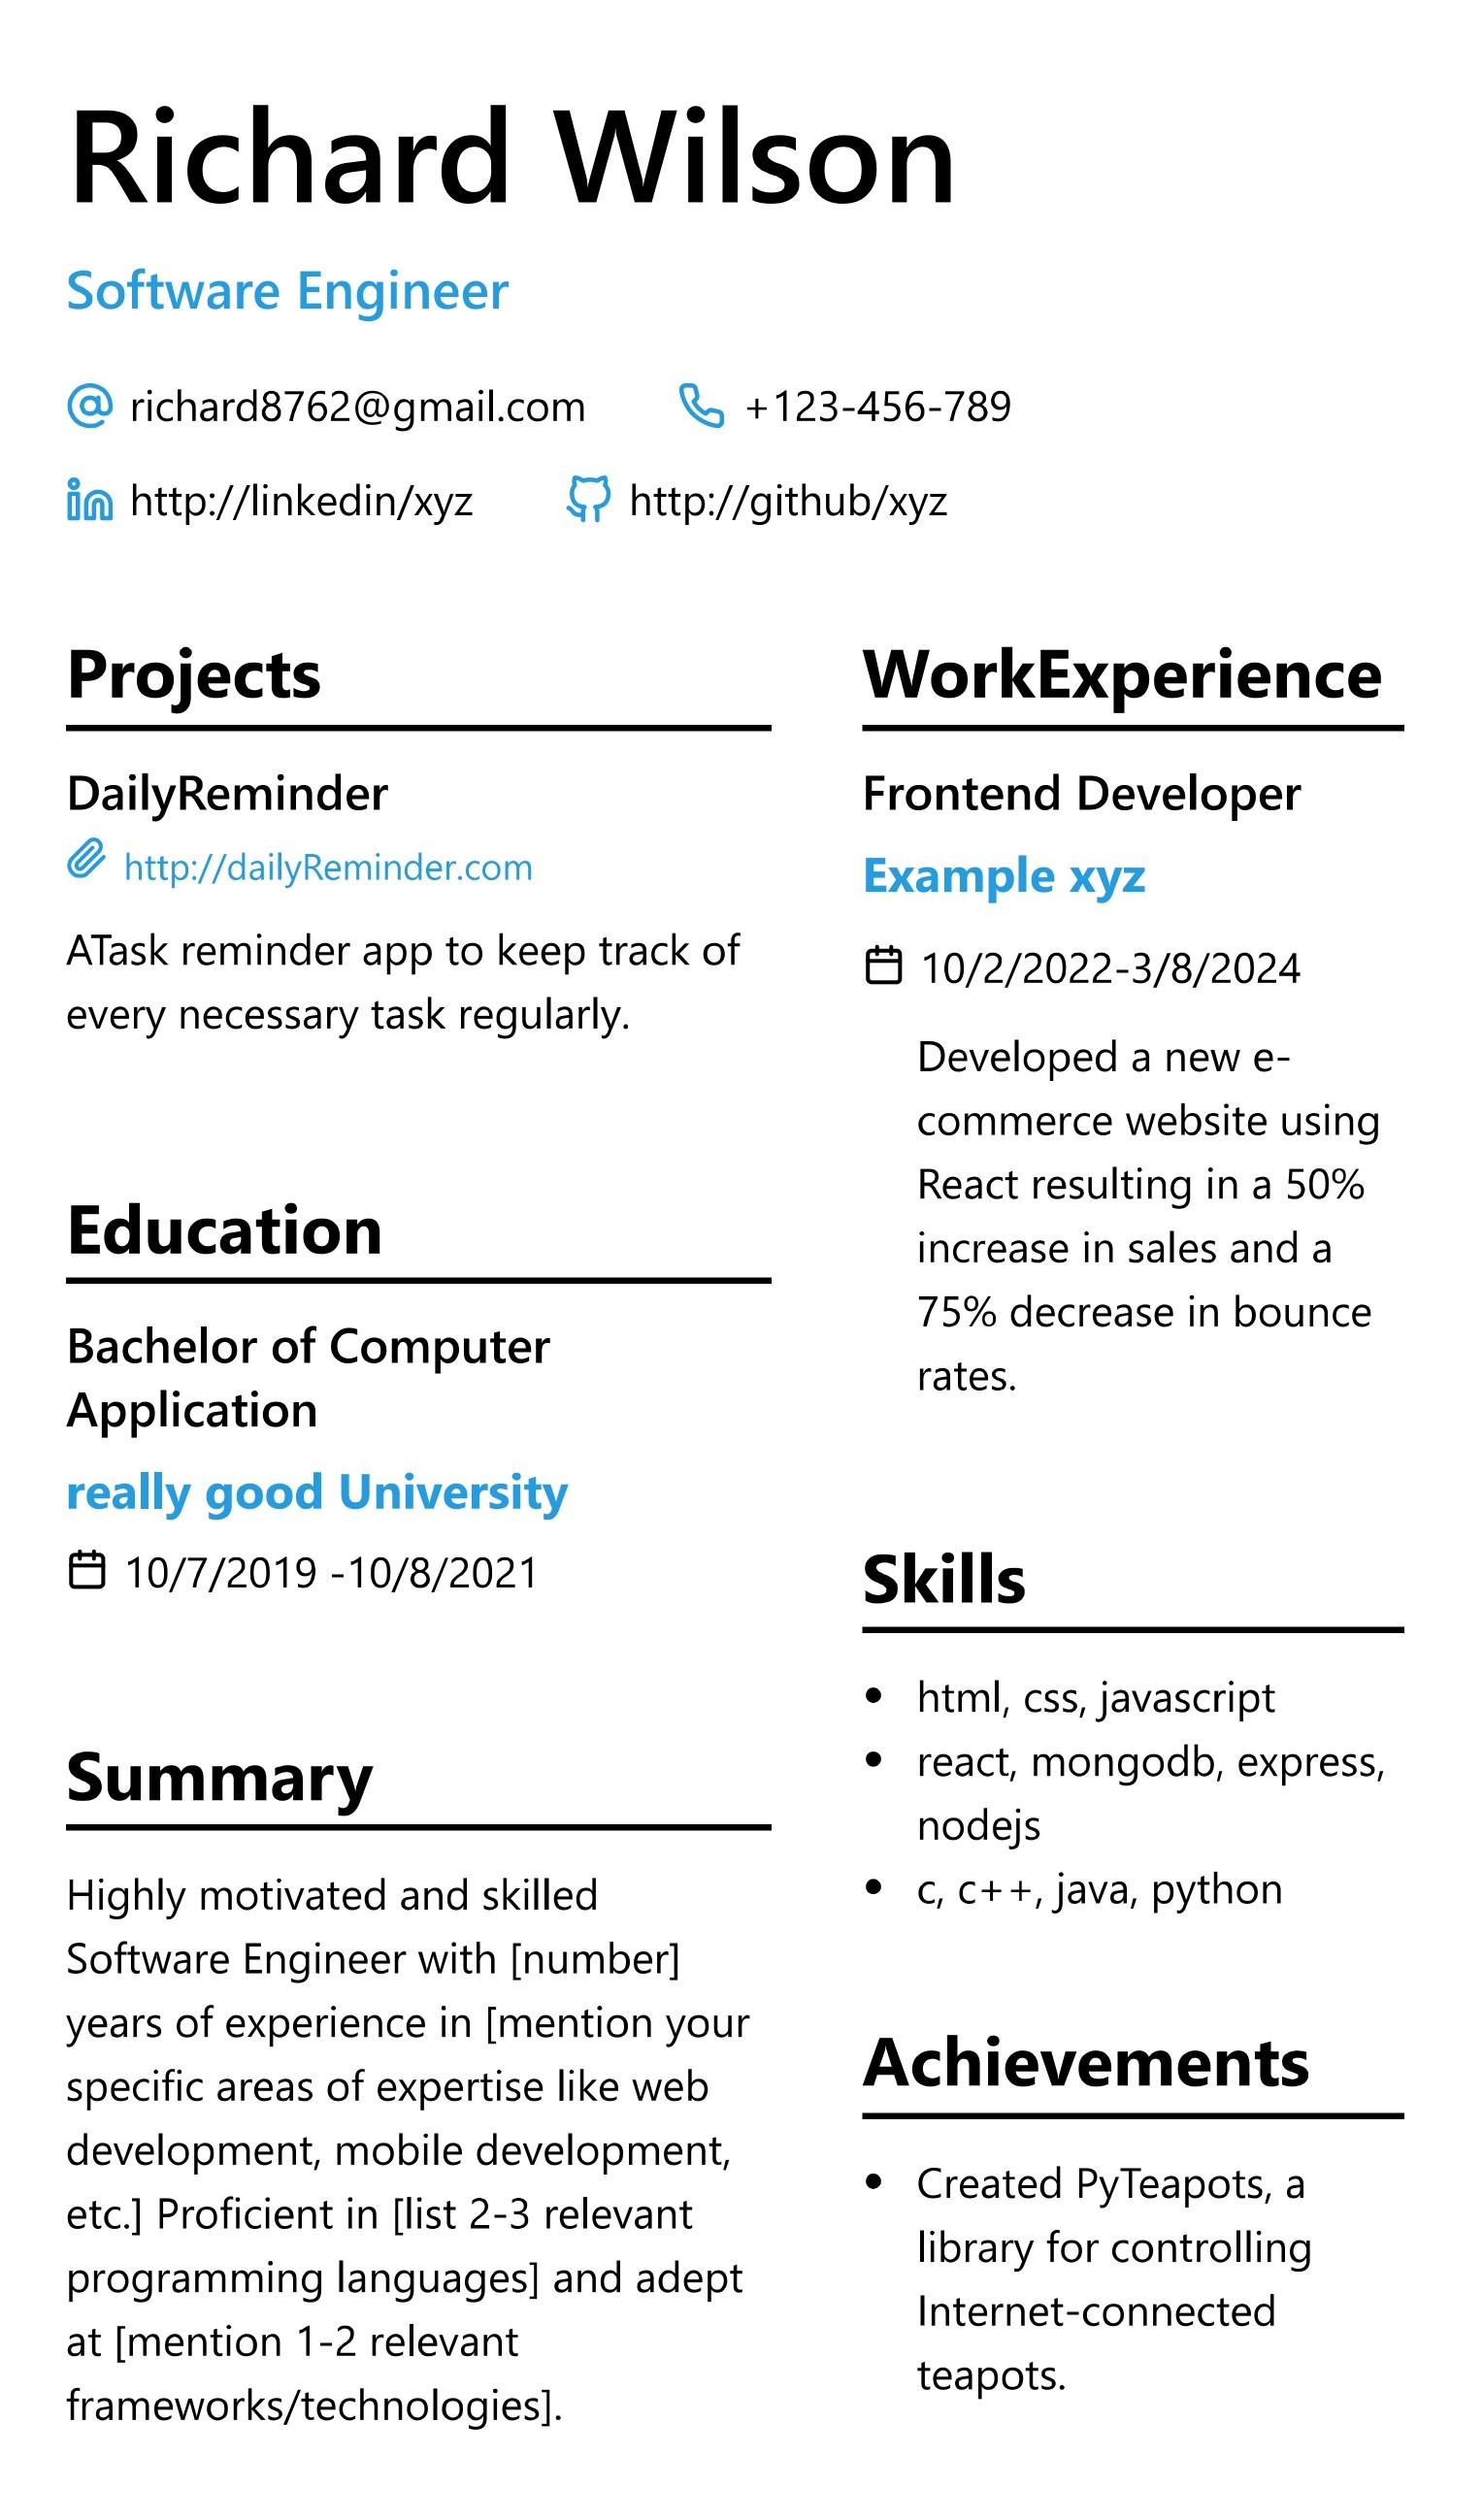 Richard Wilson
Software Engineer
richard8762@gmail.com +123-456-789
http://linkedin/xyz http://github/xyz
Projects
DailyReminder
http://dailyReminder.com
ATask reminder app to keep track of
every necessary task regularly.
Education
Bachelor of Computer
Application
really good University
10/7/2019 -10/8/2021
Summary
Highly motivated and skilled
Software Engineer with [number]
years of experience in [mention your
specific areas of expertise like web
development, mobile development,
etc.] Proficient in [list 2-3 relevant
programming languages] and adept
at [mention 1-2 relevant
frameworks/technologies].
WorkExperience
Frontend Developer
Example xyz
10/2/2022-3/8/2024
Developed a new e-
commerce website using
React resulting in a 50%
increase in sales and a
75% decrease in bounce
rates.
Skills
• html, css, javascript
• react, mongodb, express,
nodejs
• c, c++, java, python
Achievements
• Created PyTeapots, a
library for controlling
Internet-connected
teapots.